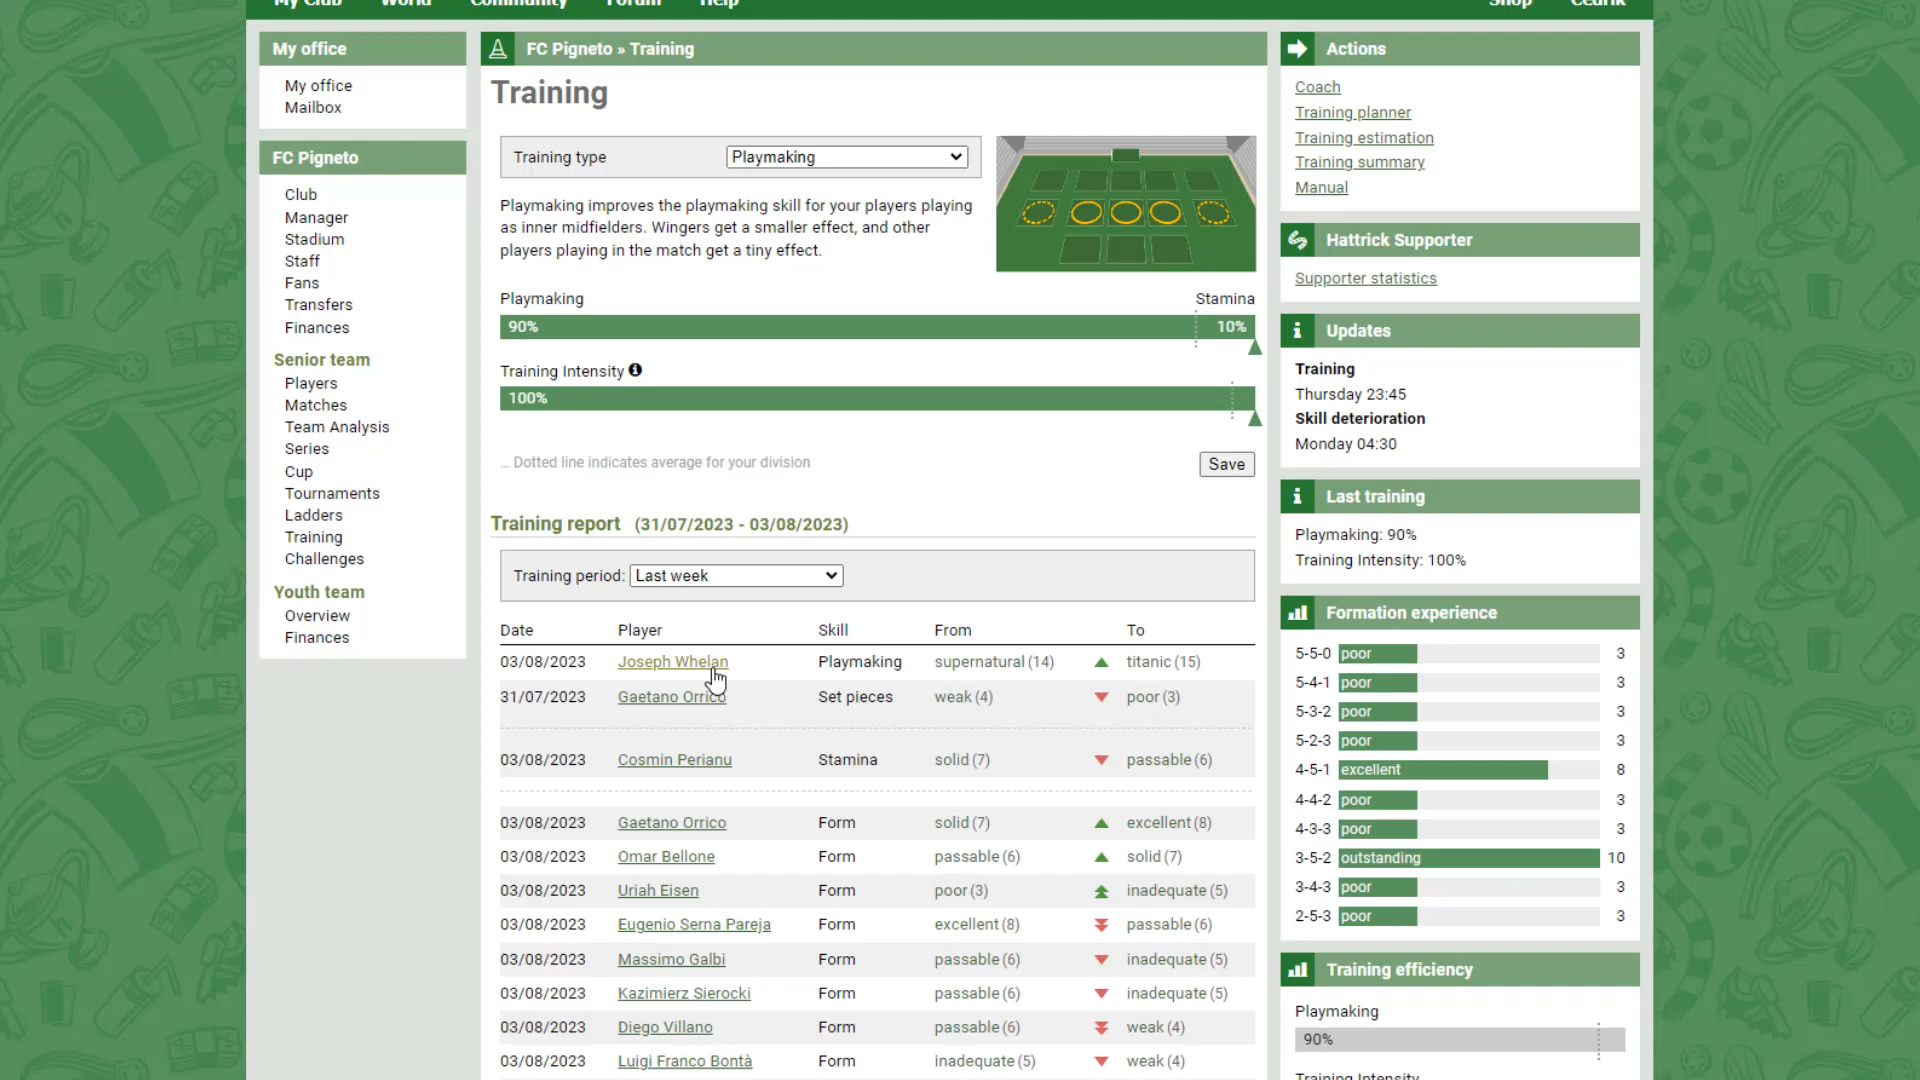 My Club World Community Forum Help Shop Cedrik
My office
My office
Mailbox
FC Pigneto
Club
Manager
Stadium
Staff
Fans
Transfers
Finances
Senior team
Players
Matches
Team Analysis
Series
Cup
Tournaments
Ladders
Training
Challenges
Youth team
Overview
Finances
FC Pigneto » Training
Training
Training type Playmaking
Playmaking improves the playmaking skill for your players playing
as inner midfielders. Wingers get a smaller effect, and other
players playing in the match get a tiny effect.
Playmaking Stamina
90% 10%
Training Intensity
100%
... Dotted line indicates average for your division
Save
Training report (31/07/2023 - 03/08/2023)
Training period: Last week
Date Player Skill From To
03/08/2023 Joseph Whelan Playmaking supernatural (14) titanic (15)
31/07/2023 Gaetano Orrico Set pieces weak (4) poor (3)
03/08/2023 Cosmin Perianu Stamina solid (7) passable (6)
03/08/2023 Gaetano Orrico Form solid (7) excellent (8)
03/08/2023 Omar Bellone Form passable (6) solid (7)
03/08/2023 Uriah Eisen Form poor (3) inadequate (5)
03/08/2023 Eugenio Serna Pareja Form excellent (8) passable (6)
03/08/2023 Massimo Galbi Form passable (6) inadequate (5)
03/08/2023 Kazimierz Sierocki Form passable (6) inadequate (5)
03/08/2023 Diego Villano Form passable (6) weak (4)
03/08/2023 Luigi Franco Bontà Form inadequate (5) weak (4)
Actions
Coach
Training planner
Training estimation
Training summary
Manual
Hattrick Supporter
Supporter statistics
Updates
Training
Thursday 23:45
Skill deterioration
Monday 04:30
Last training
Playmaking: 90%
Training Intensity: 100%
Formation experience
5-5-0 poor 3
5-4-1 poor 3
5-3-2 poor 3
5-2-3 poor 3
4-5-1 excellent 8
4-4-2 poor 3
4-3-3 poor 3
3-5-2 outstanding 10
3-4-3 poor 3
2-5-3 poor 3
Training efficiency
Playmaking
90%
Training Intensity